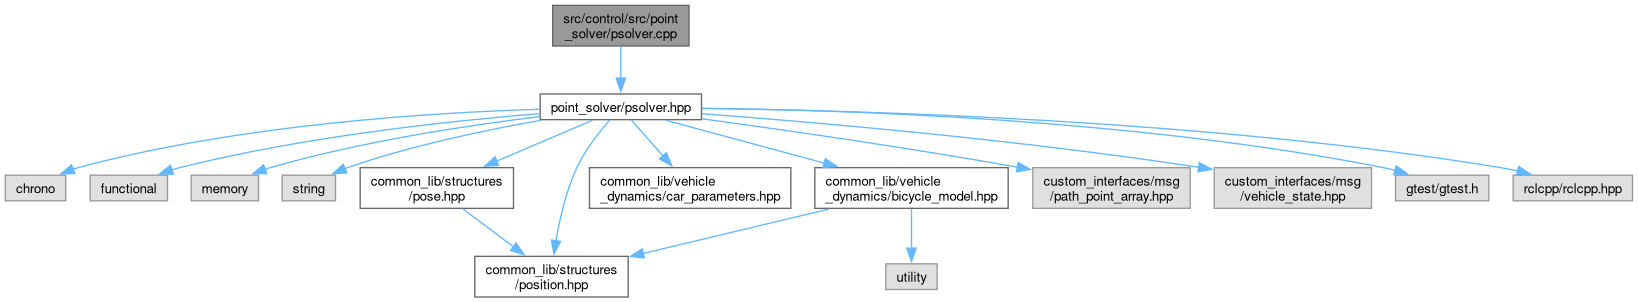 src/control/src/point
_solver/psolver.cpp
point_solver/psolver.hpp
chrono
functional
memory
string
common_lib/structures
/pose.hpp
common_lib/vehicle
_dynamics/car_parameters.hpp
common_lib/vehicle
_dynamics/bicycle_model.hpp
custom_interfaces/msg
/path_point_array.hpp
custom_interfaces/msg
/vehicle_state.hpp
gtest/gtest.h
rclcpp/rclcpp.hpp
common_lib/structures
/position.hpp
utility